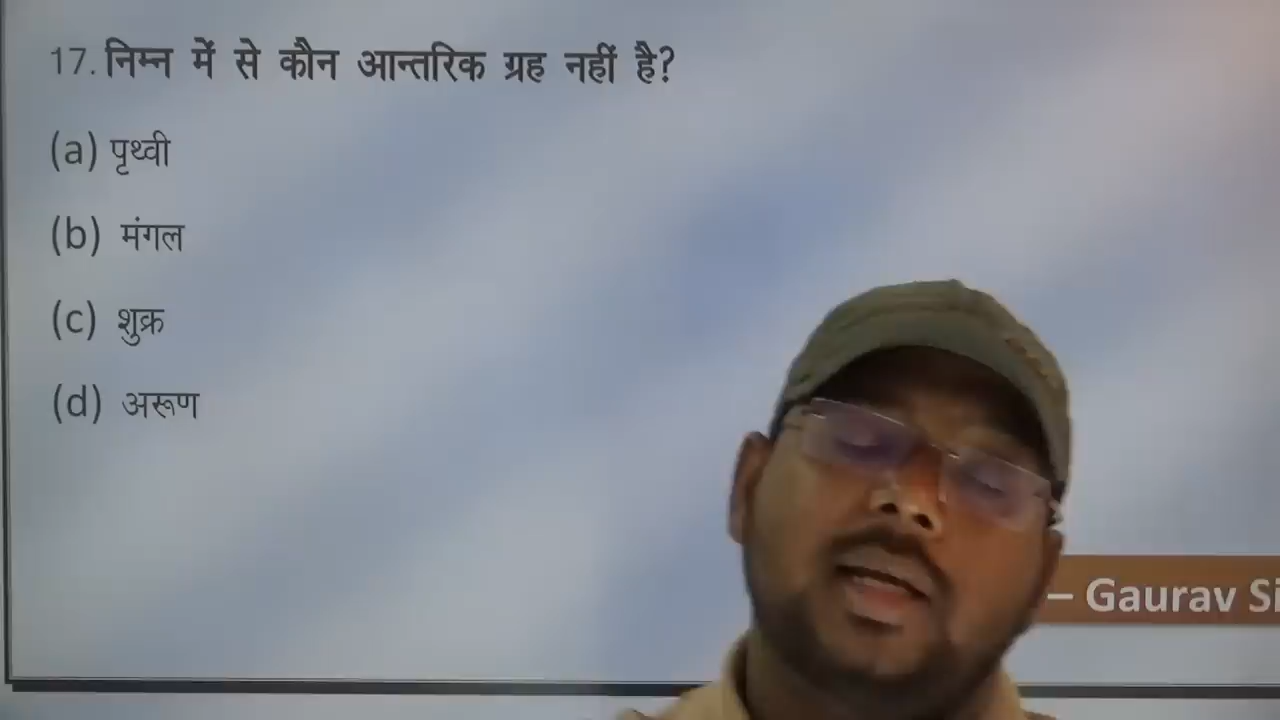 17. निम्न में से कौन आन्तरिक ग्रह नहीं है?
(a) पृथ्वी
(b) मंगल
(c) शुक्र
(d) अरूण
– Gaurav Si